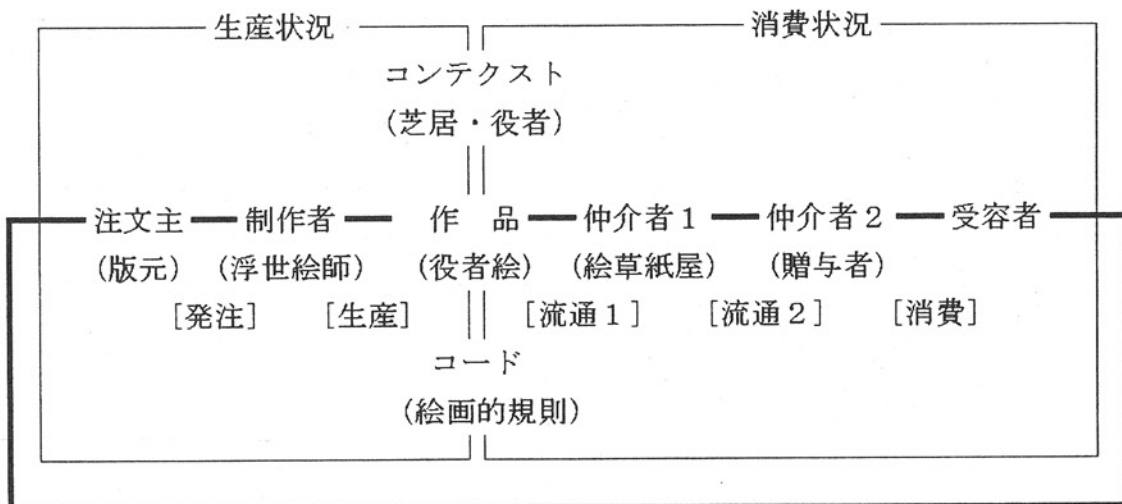 生産状況 消費状況
コンテクスト
(芝居・役者)
注文主 制作者 作 品 仲介者1 仲介者2 受容者
(版元) (浮世絵師) (役者絵) (絵草紙屋) (贈与者)
[発注] [生産] [流通1] [流通2] [消費]
コード
(絵画的規則)